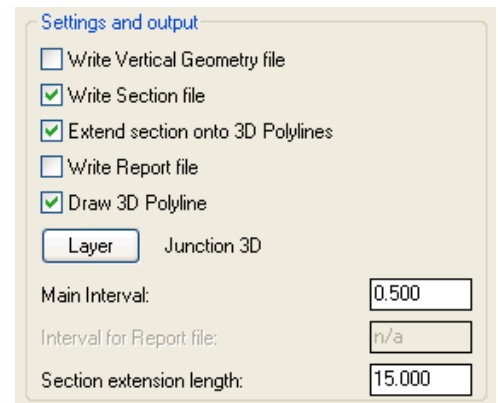 Settings and output
Write Vertical Geometry file
Write Section file
Extend section onto 3D Polylines
Write Report file
Draw 3D Polyline
Layer Junction 3D
Main Interval: 0.500
Interval for Report file: n/a
Section extension length: 15.000